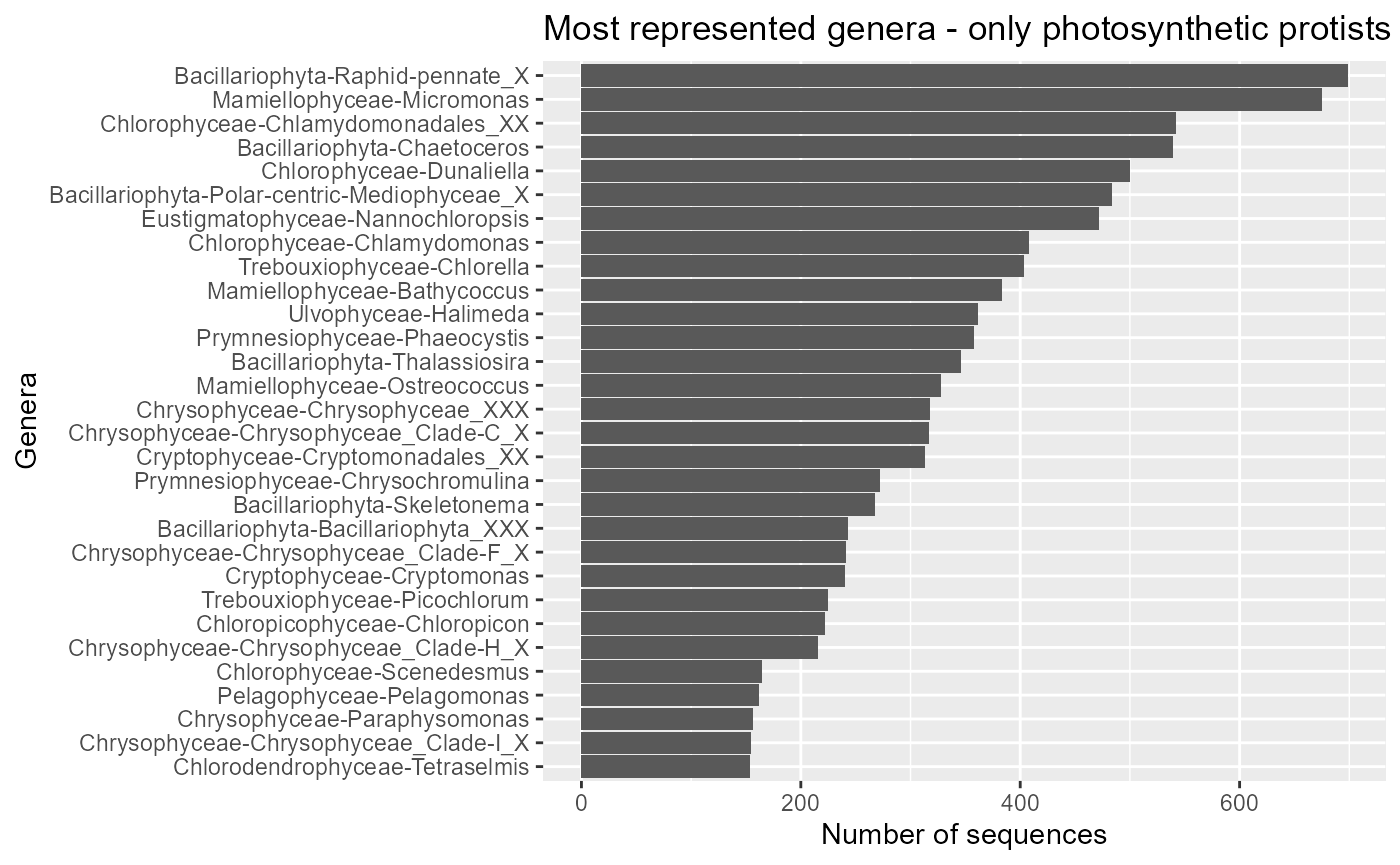 Most represented genera - only photosynthetic protists
Bacillariophyta-Raphid-pennate_X
Mamiellophyceae-Micromonas
Chlorophyceae-Chlamydomonadales_XX
Bacillariophyta-Chaetoceros
Chlorophyceae-Dunaliella
Bacillariophyta-Polar-centric-Mediophyceae_X
Eustigmatophyceae-Nannochloropsis
Chlorophyceae-Chlamydomonas
Trebouxiophyceae-Chlorella
Mamiellophyceae-Bathycoccus
Ulvophyceae-Halimeda
Prymnesiophyceae-Phaeocystis
Bacillariophyta-Thalassiosira
Mamiellophyceae-Ostreococcus
Chrysophyceae-Chrysophyceae_XXX
Chrysophyceae-Chrysophyceae_Clade-C_X
Cryptophyceae-Cryptomonadales_XX
Prymnesiophyceae-Chrysochromulina
Bacillariophyta-Skeletonema
Bacillariophyta-Bacillariophyta_XXX
Chrysophyceae-Chrysophyceae_Clade-F_X
Cryptophyceae-Cryptomonas
Trebouxiophyceae-Picochlorum
Chloropicophyceae-Chloropicon
Chrysophyceae-Chrysophyceae_Clade-H_X
Chlorophyceae-Scenedesmus
Pelagophyceae-Pelagomonas
Chrysophyceae-Paraphysomonas
Chrysophyceae-Chrysophyceae_Clade-I_X
Chlorodendrophyceae-Tetraselmis
Genera
0 200 400 600
Number of sequences